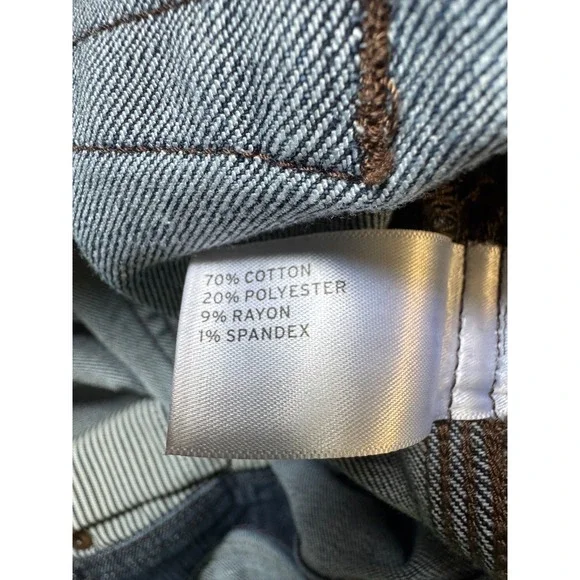 70% COTTON
20% POLYESTER
9% RAYON
1% SPANDEX